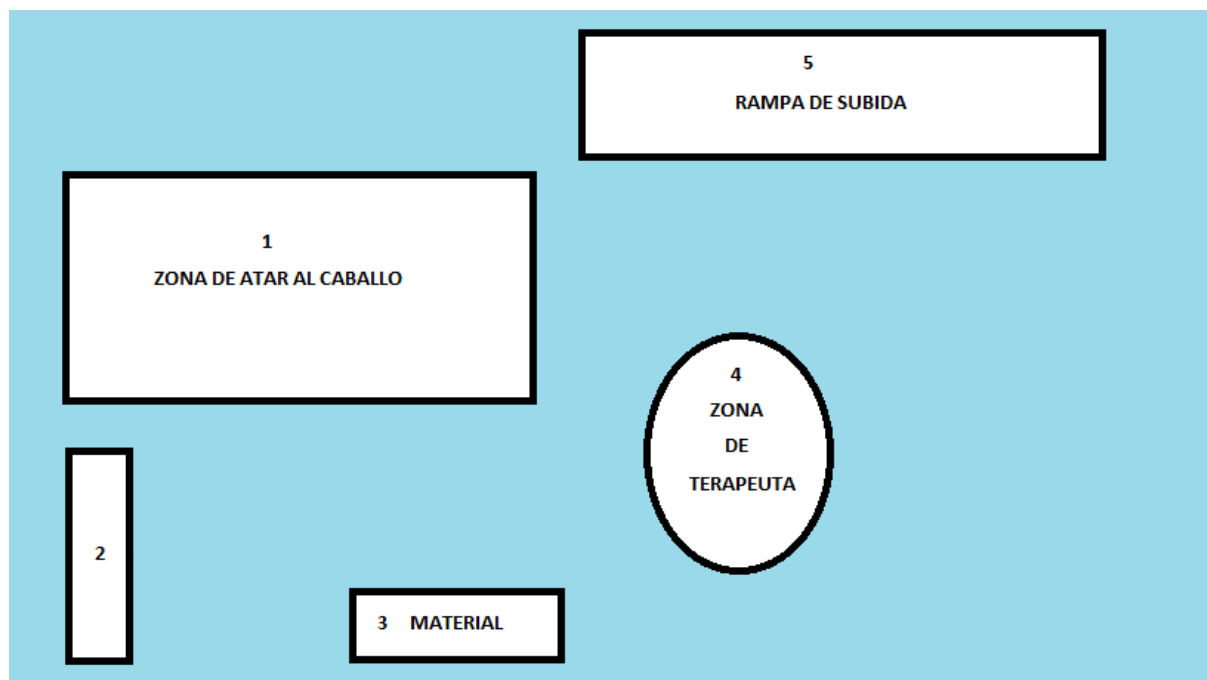 5
RAMPA DE SUBIDA
1
ZONA DE ATAR AL CABALLO
4
ZONA
DE
TERAPEUTA
2
3 MATERIAL